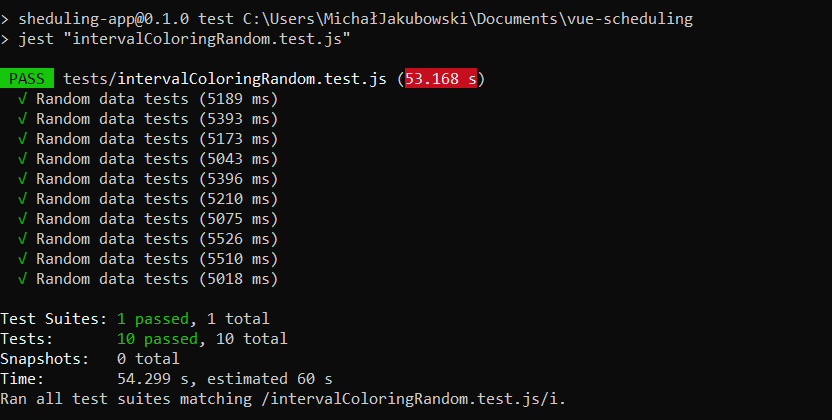 > sheduling-app@0.1.0 test C:\Users\MichałJakubowski\Documents\vue-scheduling
> jest "intervalColoringRandom.test.js"
PASS tests/intervalColoringRandom.test.js (53.168 s)
√ Random data tests (5189 ms)
√ Random data tests (5393 ms)
√ Random data tests (5173 ms)
√ Random data tests (5043 ms)
√ Random data tests (5396 ms)
√ Random data tests (5210 ms)
√ Random data tests (5075 ms)
√ Random data tests (5526 ms)
√ Random data tests (5510 ms)
√ Random data tests (5018 ms)
Test Suites: 1 passed, 1 total
Tests: 10 passed, 10 total
Snapshots: 0 total
Time: 54.299 s, estimated 60 s
Ran all test suites matching /intervalColoringRandom.test.js/i.